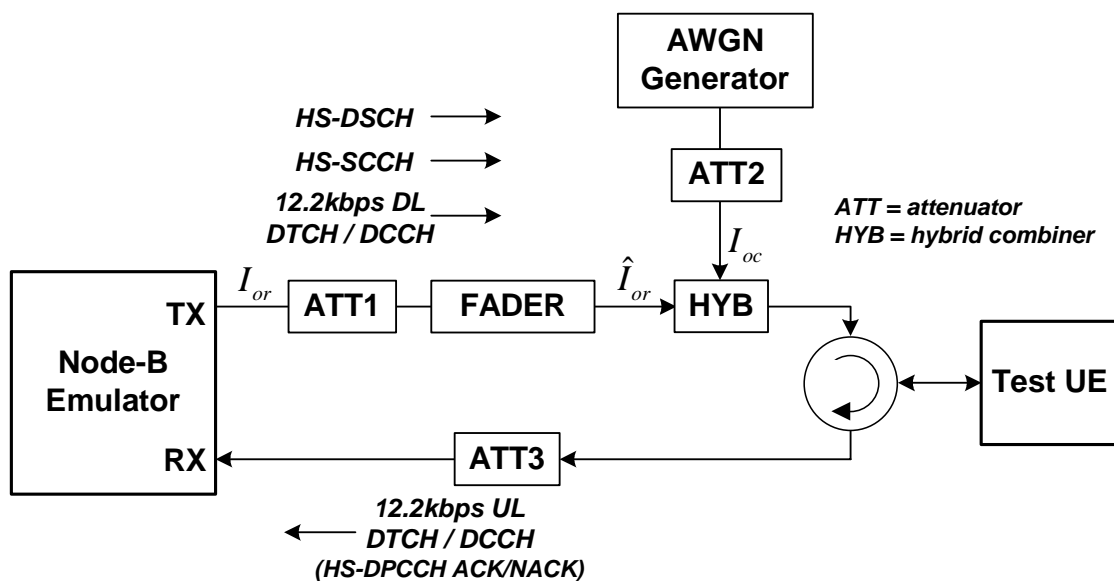 AWGN
Generator
HS-DSCH
HS-SCCH
ATT2
12.2kbps DL
DTCH / DCCH
ATT = attenuator
HYB = hybrid combiner
I_oc
I_or
Î_or
TX
ATT1
FADER
HYB
Node-B
Emulator
Test UE
RX
ATT3
12.2kbps UL
DTCH / DCCH
(HS-DPCCH ACK/NACK)